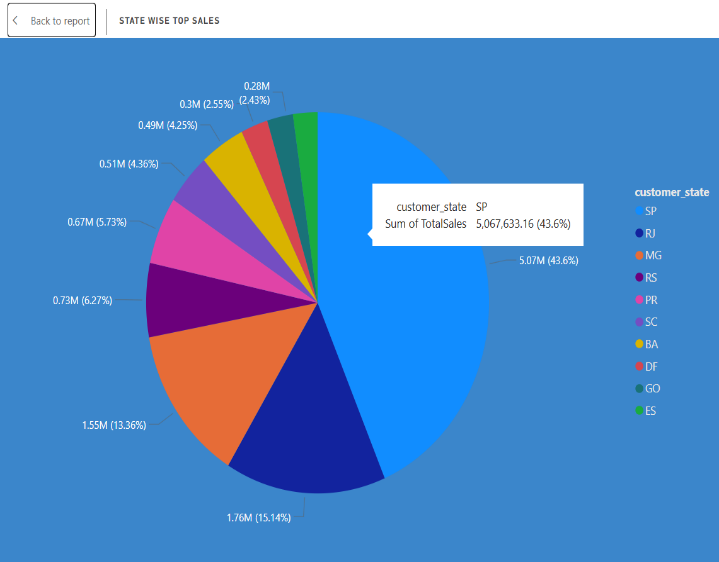 Back to report
STATE WISE TOP SALES
0.28M
(2.43%)
0.3M (2.55%)
0.49M (4.25%)
0.51M (4.36%)
0.67M (5.73%)
0.73M (6.27%)
1.55M (13.36%)
1.76M (15.14%)
5.07M (43.6%)
customer_state SP
Sum of TotalSales 5,067,633.16 (43.6%)
customer_state
SP
RJ
MG
RS
PR
SC
BA
DF
GO
ES